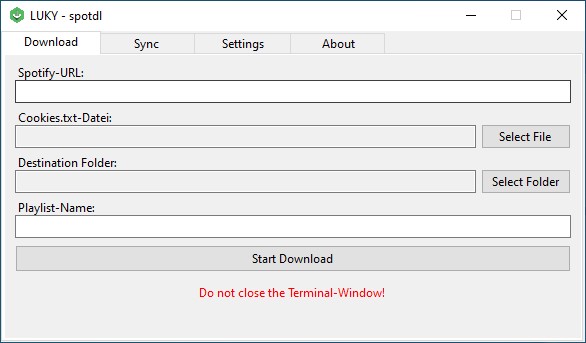 LUKY - spotdl
Download Sync Settings About
Spotify-URL:
Cookies.txt-Datei:
Select File
Destination Folder:
Select Folder
Playlist-Name:
Start Download
Do not close the Terminal-Window!